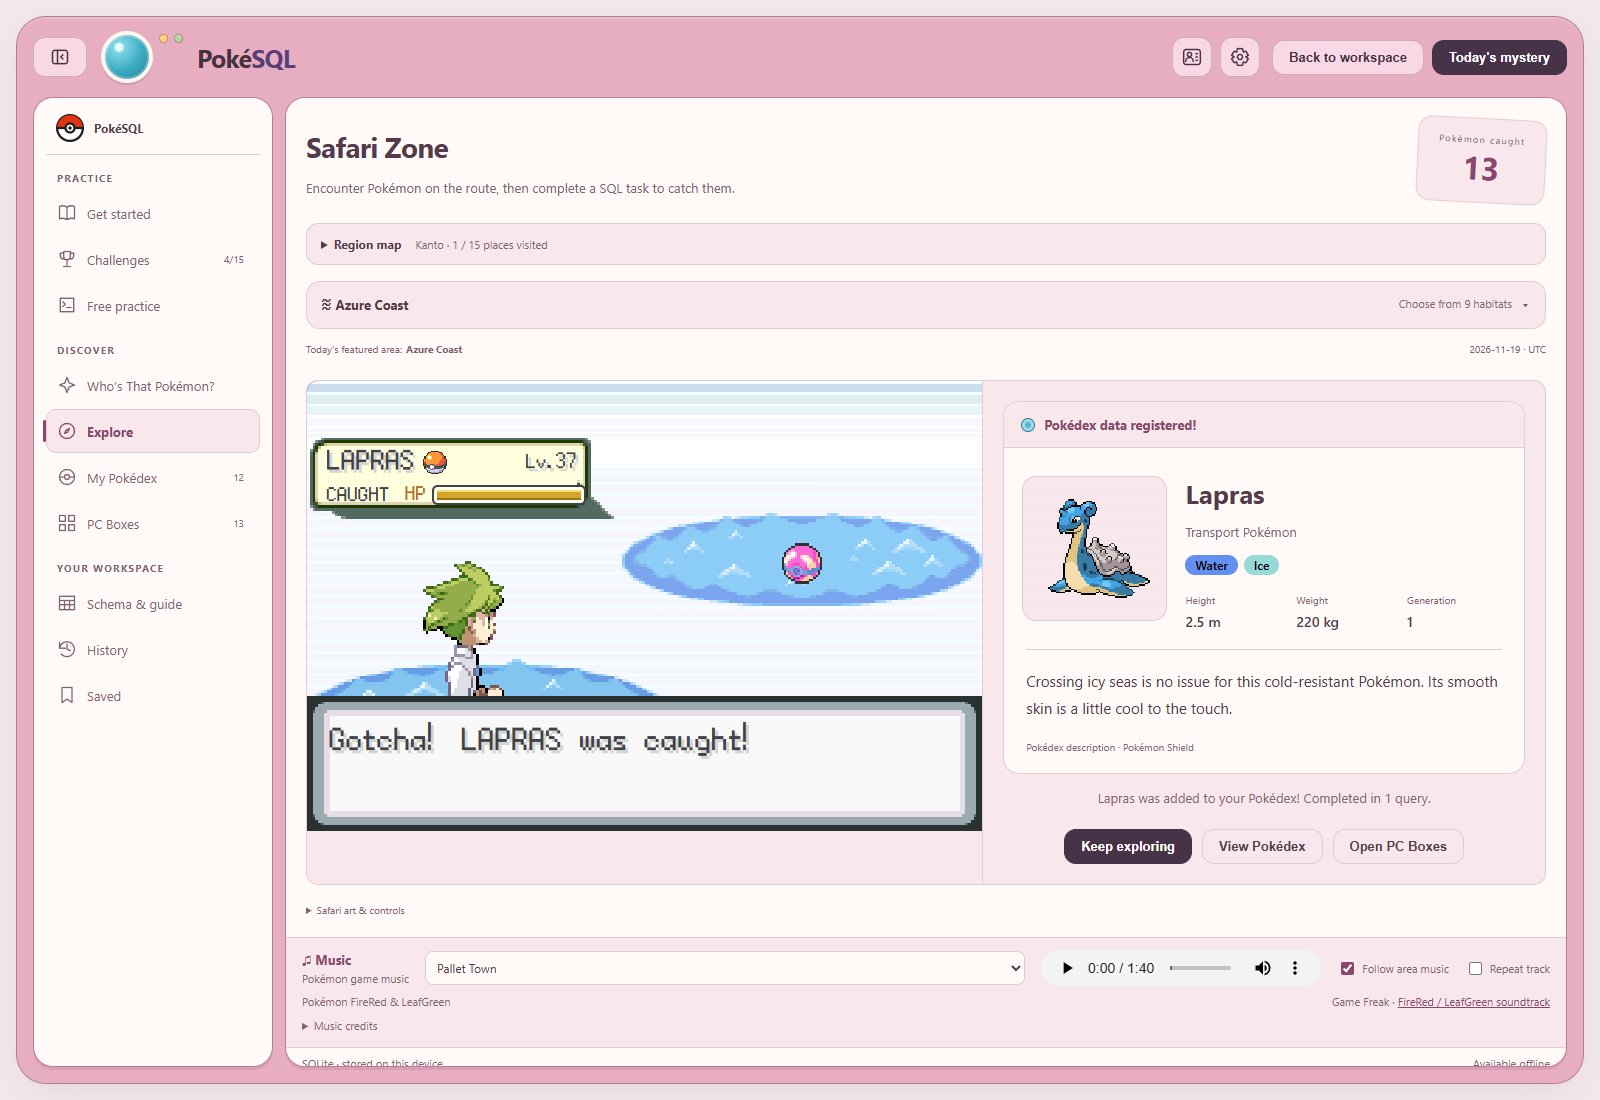 PokéSQL
Back to workspace
Today's mystery
PokéSQL
PRACTICE
Get started
Challenges 4/15
Free practice
DISCOVER
Who's That Pokémon?
Explore
My Pokédex 12
PC Boxes 13
YOUR WORKSPACE
Schema & guide
History
Saved
Safari Zone
Encounter Pokémon on the route, then complete a SQL task to catch them.
Pokémon caught
13
Region map Kanto · 1 / 15 places visited
Azure Coast Choose from 9 habitats
Today's featured area: Azure Coast 2026-11-19 · UTC
LAPRAS Lv.37
CAUGHT HP
Gotcha! LAPRAS was caught!
Pokédex data registered!
Lapras
Transport Pokémon
Water Ice
Height Weight Generation
2.5 m 220 kg 1
Crossing icy seas is no issue for this cold-resistant Pokémon. Its smooth
skin is a little cool to the touch.
Pokédex description · Pokémon Shield
Lapras was added to your Pokédex! Completed in 1 query.
Keep exploring View Pokédex Open PC Boxes
Safari art & controls
♫ Music
Pokémon game music
Pallet Town
0:00 / 1:40
Follow area music
Repeat track
Pokémon FireRed & LeafGreen
Game Freak · FireRed / LeafGreen soundtrack
Music credits
SQLite · stored on this device
Available offline